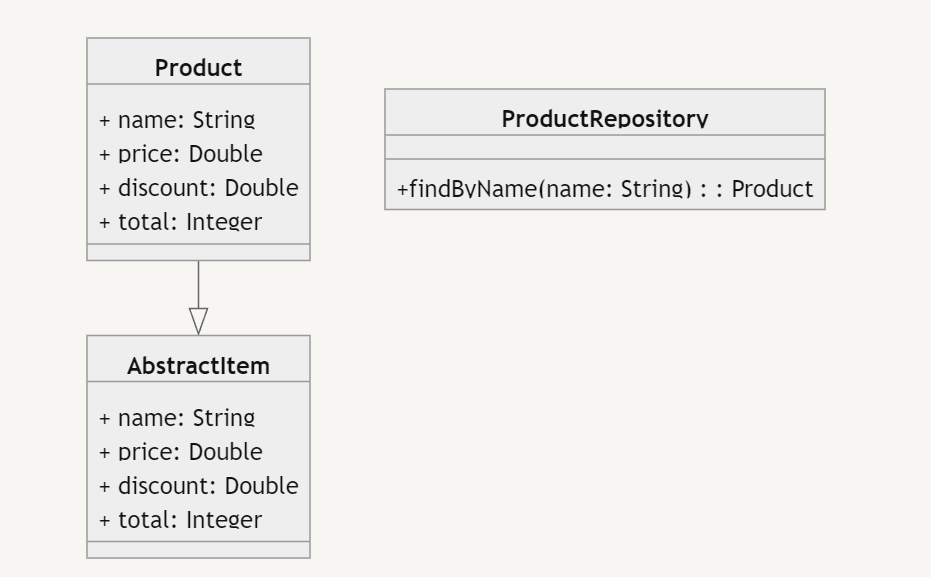 Product
+ name: String
+ price: Double
+ discount: Double
+ total: Integer
ProductRepository
+findByName(name: String) : : Product
AbstractItem
+ name: String
+ price: Double
+ discount: Double
+ total: Integer